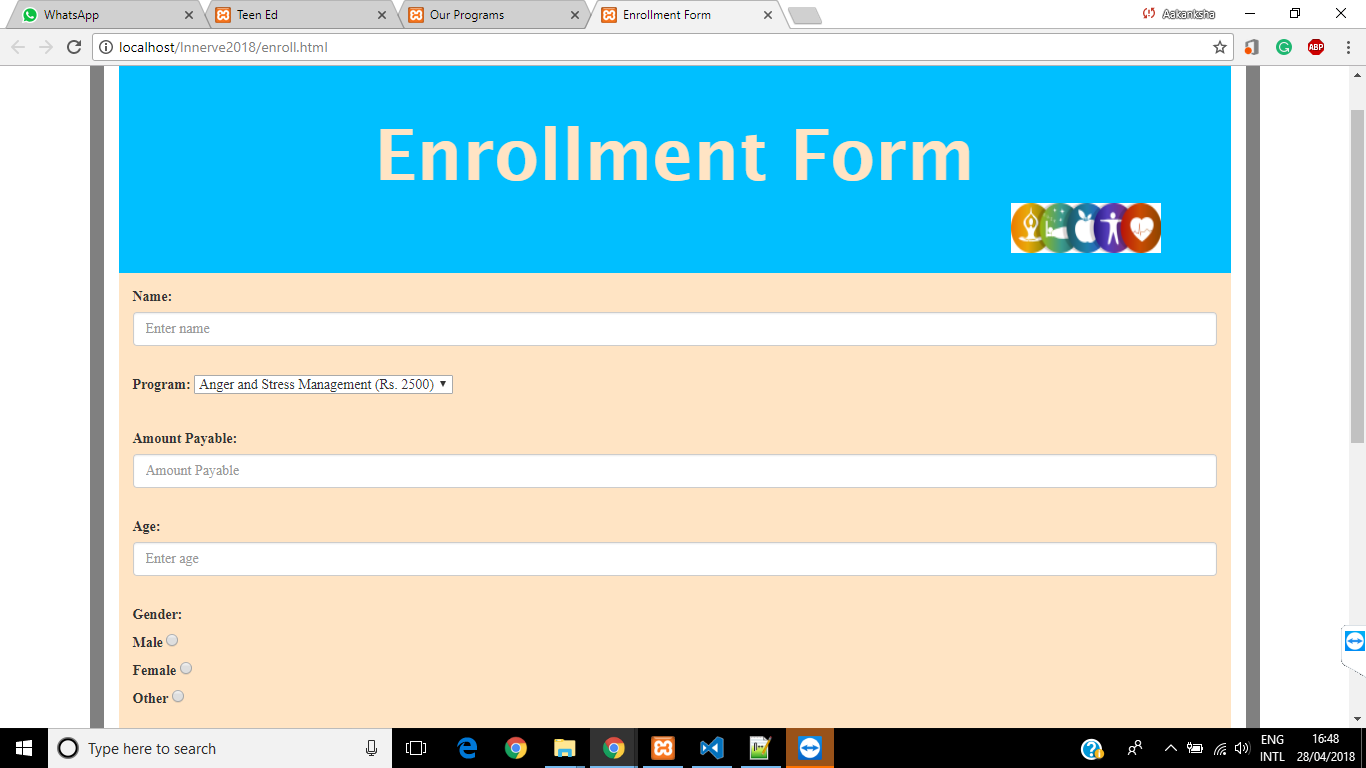 WhatsApp
Teen Ed
Our Programs
Enrollment Form
Aakanksha
localhost/Innerve2018/enroll.html
ABP
Enrollment Form
Name:
Enter name
Program: Anger and Stress Management (Rs. 2500)
Amount Payable:
Amount Payable
Age:
Enter age
Gender:
Male
Female
Other
Type here to search
ENG
INTL
16:48
28/04/2018